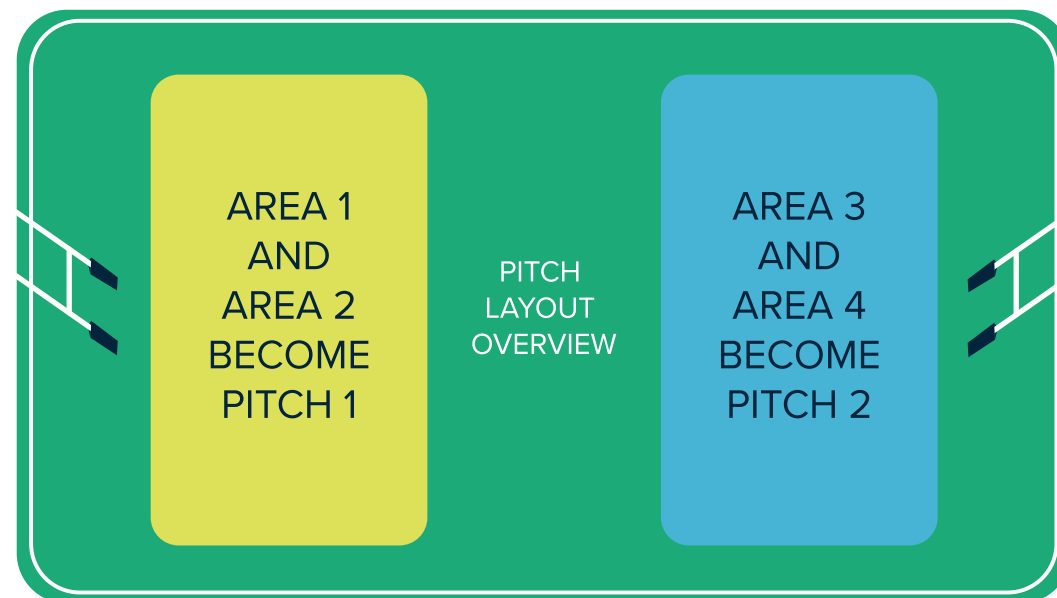 AREA 1
AND
AREA 2
BECOME
PITCH 1
PITCH
LAYOUT
OVERVIEW
AREA 3
AND
AREA 4
BECOME
PITCH 2